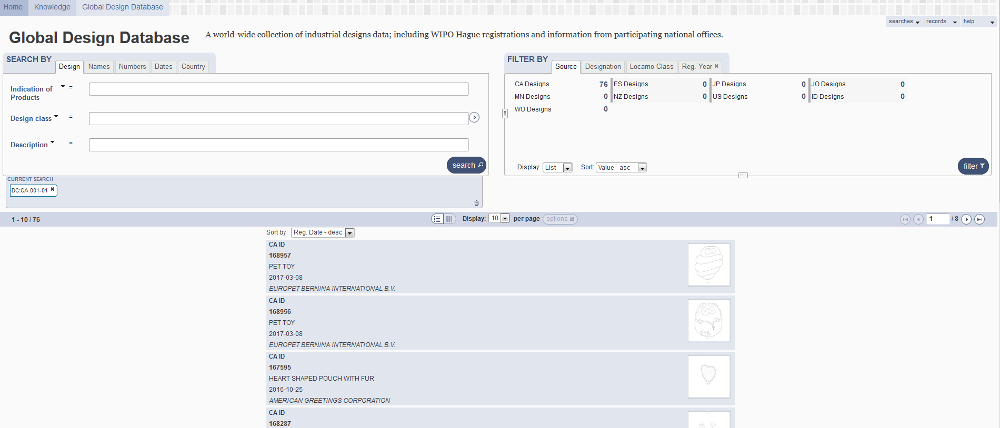 Home Knowledge Global Design Database
searches records help
Global Design Database A world-wide collection of industrial designs data; including WIPO Hague registrations and information from participating national offices.
SEARCH BY Design Names Numbers Dates Country
Indication of Products =
Design class =
Description =
search
FILTER BY Source Designation Locarno Class Reg. Year
CA Designs 76 ES Designs 0 JP Designs 0 JO Designs 0
MN Designs 0 NZ Designs 0 US Designs 0 ID Designs 0
WO Designs 0
Display: List Sort: Value - asc filter
CURRENT SEARCH
DC:CA.001-01
1 - 10 / 76 Display: 10 per page options 1 / 8
Sort by Reg. Date - desc
CA ID
168957
PET TOY
2017-03-08
EUROPET BERNINA INTERNATIONAL B.V.
CA ID
168956
PET TOY
2017-03-08
EUROPET BERNINA INTERNATIONAL B.V.
CA ID
167595
HEART SHAPED POUCH WITH FUR
2016-10-25
AMERICAN GREETINGS CORPORATION
CA ID
168287